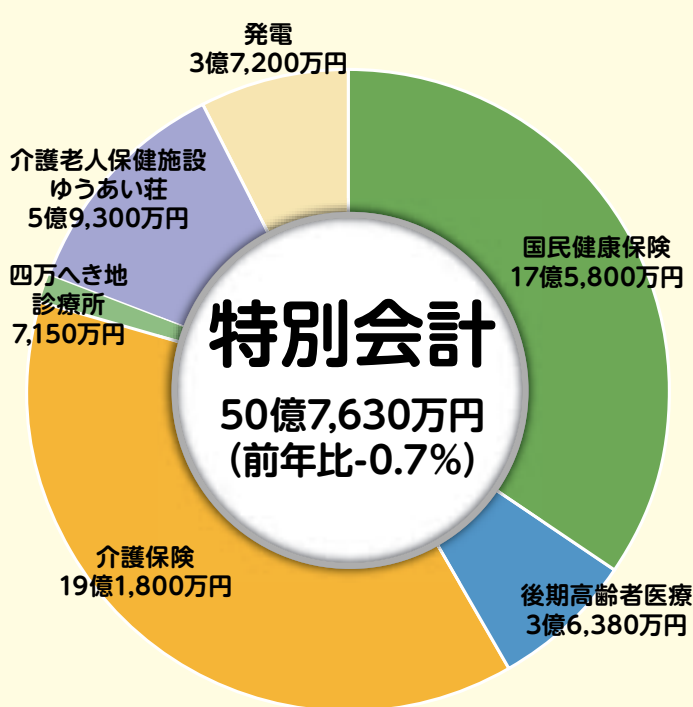 発電
3億7,200万円
介護老人保健施設
ゆうあい荘
5億9,300万円
四万へき地
診療所
7,150万円
国民健康保険
17億5,800万円
特別会計
50億7,630万円
(前年比-0.7%)
介護保険
19億1,800万円
後期高齢者医療
3億6,380万円